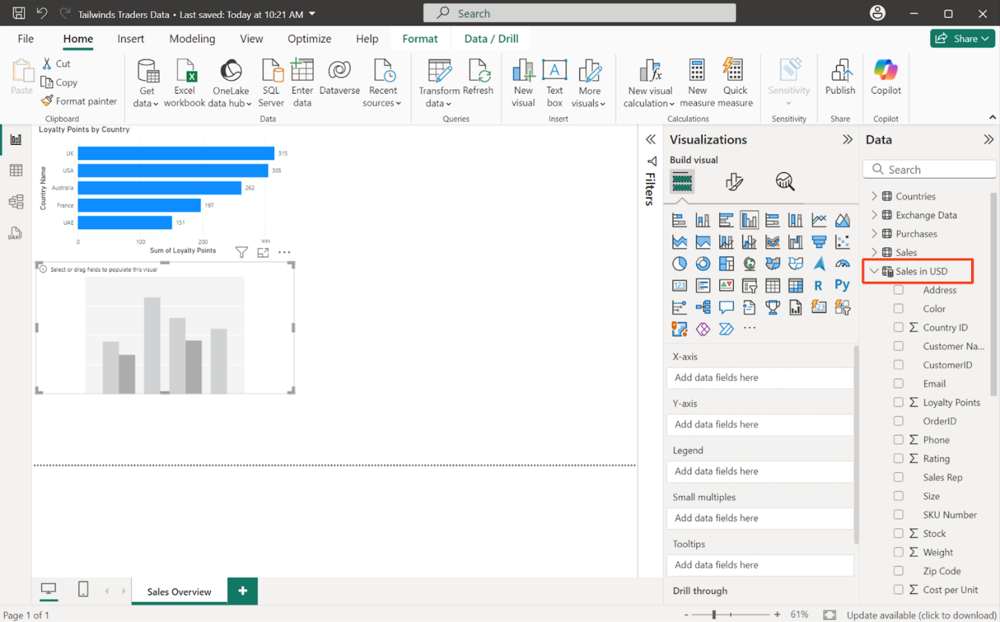 Tailwinds Traders Data • Last saved: Today at 10:21 AM
Search
File Home Insert Modeling View Optimize Help Format Data / Drill Share
Paste
Cut
Copy
Format painter
Clipboard
Get data
Excel workbook
OneLake data hub
SQL Server
Enter data
Dataverse
Recent sources
Data
Transform data
Refresh
Queries
New visual
Text box
More visuals
Insert
New visual calculation
New measure
Quick measure
Calculations
Sensitivity
Sensitivity
Publish
Share
Copilot
Copilot
Loyalty Points by Country
Country Name
UK 315
USA 305
Australia 262
France 197
UAE 151
0 100 200 300
Sum of Loyalty Points
Select or drag fields to populate this visual
Filters
Visualizations
Build visual
123
R
Py
X-axis
Add data fields here
Y-axis
Add data fields here
Legend
Add data fields here
Small multiples
Add data fields here
Tooltips
Add data fields here
Drill through
Data
Search
Countries
Exchange Data
Purchases
Sales
Sales in USD
Address
Color
Σ Country ID
Customer Na...
CustomerID
Email
Σ Loyalty Points
OrderID
Σ Phone
Σ Rating
Sales Rep
Size
SKU Number
Σ Stock
Σ Weight
Zip Code
Σ Cost per Unit
DAX
Sales Overview
+
Page 1 of 1
- + 61%
Update available (click to download)